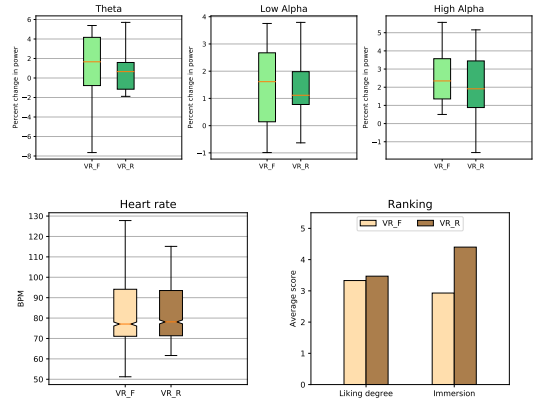 Theta
Percent change in power
6
4
2
0
−2
−4
−6
−8
VR_F VR_R
Low Alpha
Percent change in power
4
3
2
1
0
−1
VR_F VR_R
High Alpha
Percent change in power
5
4
3
2
1
0
−1
VR_F VR_R
Heart rate
BPM
130
120
110
100
90
80
70
60
50
VR_F VR_R
Ranking
VR_F VR_R
Average score
5
4
3
2
1
0
Liking degree Immersion